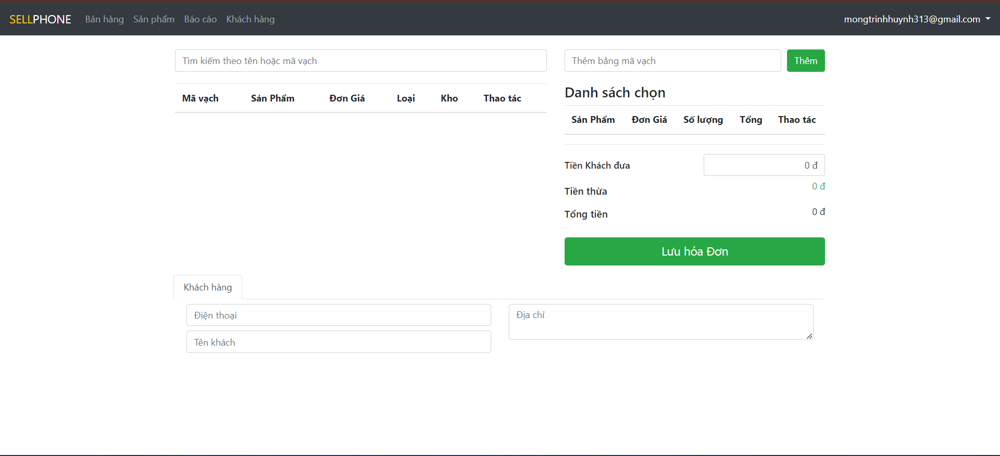 SELLPHONE Bán hàng Sản phẩm Báo cáo Khách hàng mongtrinhhuynh313@gmail.com
Tìm kiếm theo tên hoặc mã vạch
Mã vạch Sản Phẩm Đơn Giá Loại Kho Thao tác
Thêm bằng mã vạch Thêm
Danh sách chọn
Sản Phẩm Đơn Giá Số lượng Tổng Thao tác
Tiền Khách đưa 0 đ
Tiền thừa 0 đ
Tổng tiền 0 đ
Lưu hóa Đơn
Khách hàng
Điện thoại
Tên khách
Địa chỉ